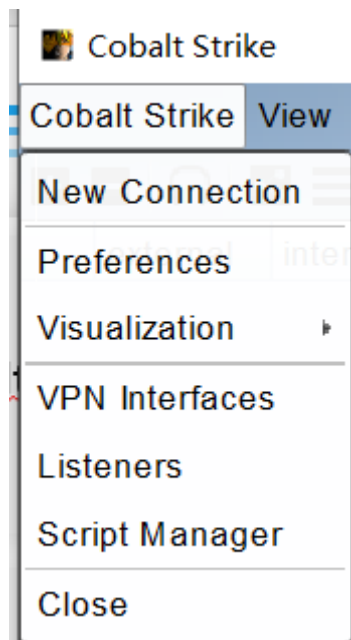 Cobalt Strike
Cobalt Strike View
New Connection
Preferences
Visualization
VPN Interfaces
Listeners
Script Manager
Close